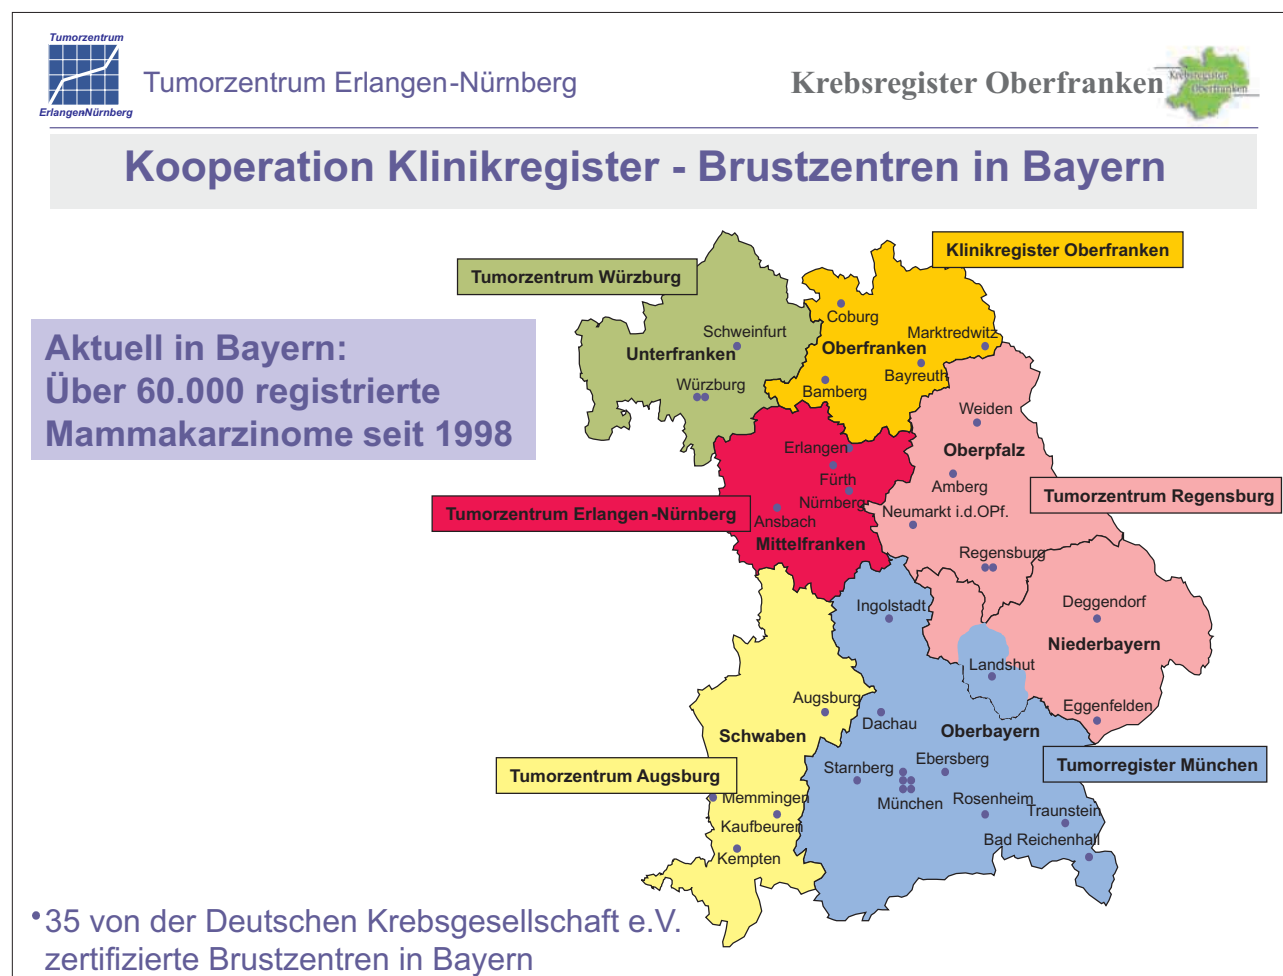 Tumorzentrum
Erlangen-Nürnberg
Tumorzentrum Erlangen-Nürnberg
Krebsregister Oberfranken
Krebsregister
Oberfranken
Kooperation Klinikregister - Brustzentren in Bayern
Aktuell in Bayern:
Über 60.000 registrierte
Mammakarzinome seit 1998
Klinikregister Oberfranken
Tumorzentrum Würzburg
Coburg
Schweinfurt
Marktredwitz
Unterfranken
Oberfranken
Bayreuth
Würzburg
Bamberg
Weiden
Erlangen
Oberpfalz
Fürth
Amberg
Nürnberg
Tumorzentrum Regensburg
Tumorzentrum Erlangen-Nürnberg
Ansbach
Neumarkt i.d.OPf.
Mittelfranken
Regensburg
Ingolstadt
Deggendorf
Niederbayern
Landshut
Augsburg
Eggenfelden
Dachau
Schwaben
Oberbayern
Starnberg
Ebersberg
Tumorregister München
Tumorzentrum Augsburg
Memmingen
München
Rosenheim
Traunstein
Kaufbeuren
Bad Reichenhall
Kempten
• 35 von der Deutschen Krebsgesellschaft e.V.
zertifizierte Brustzentren in Bayern